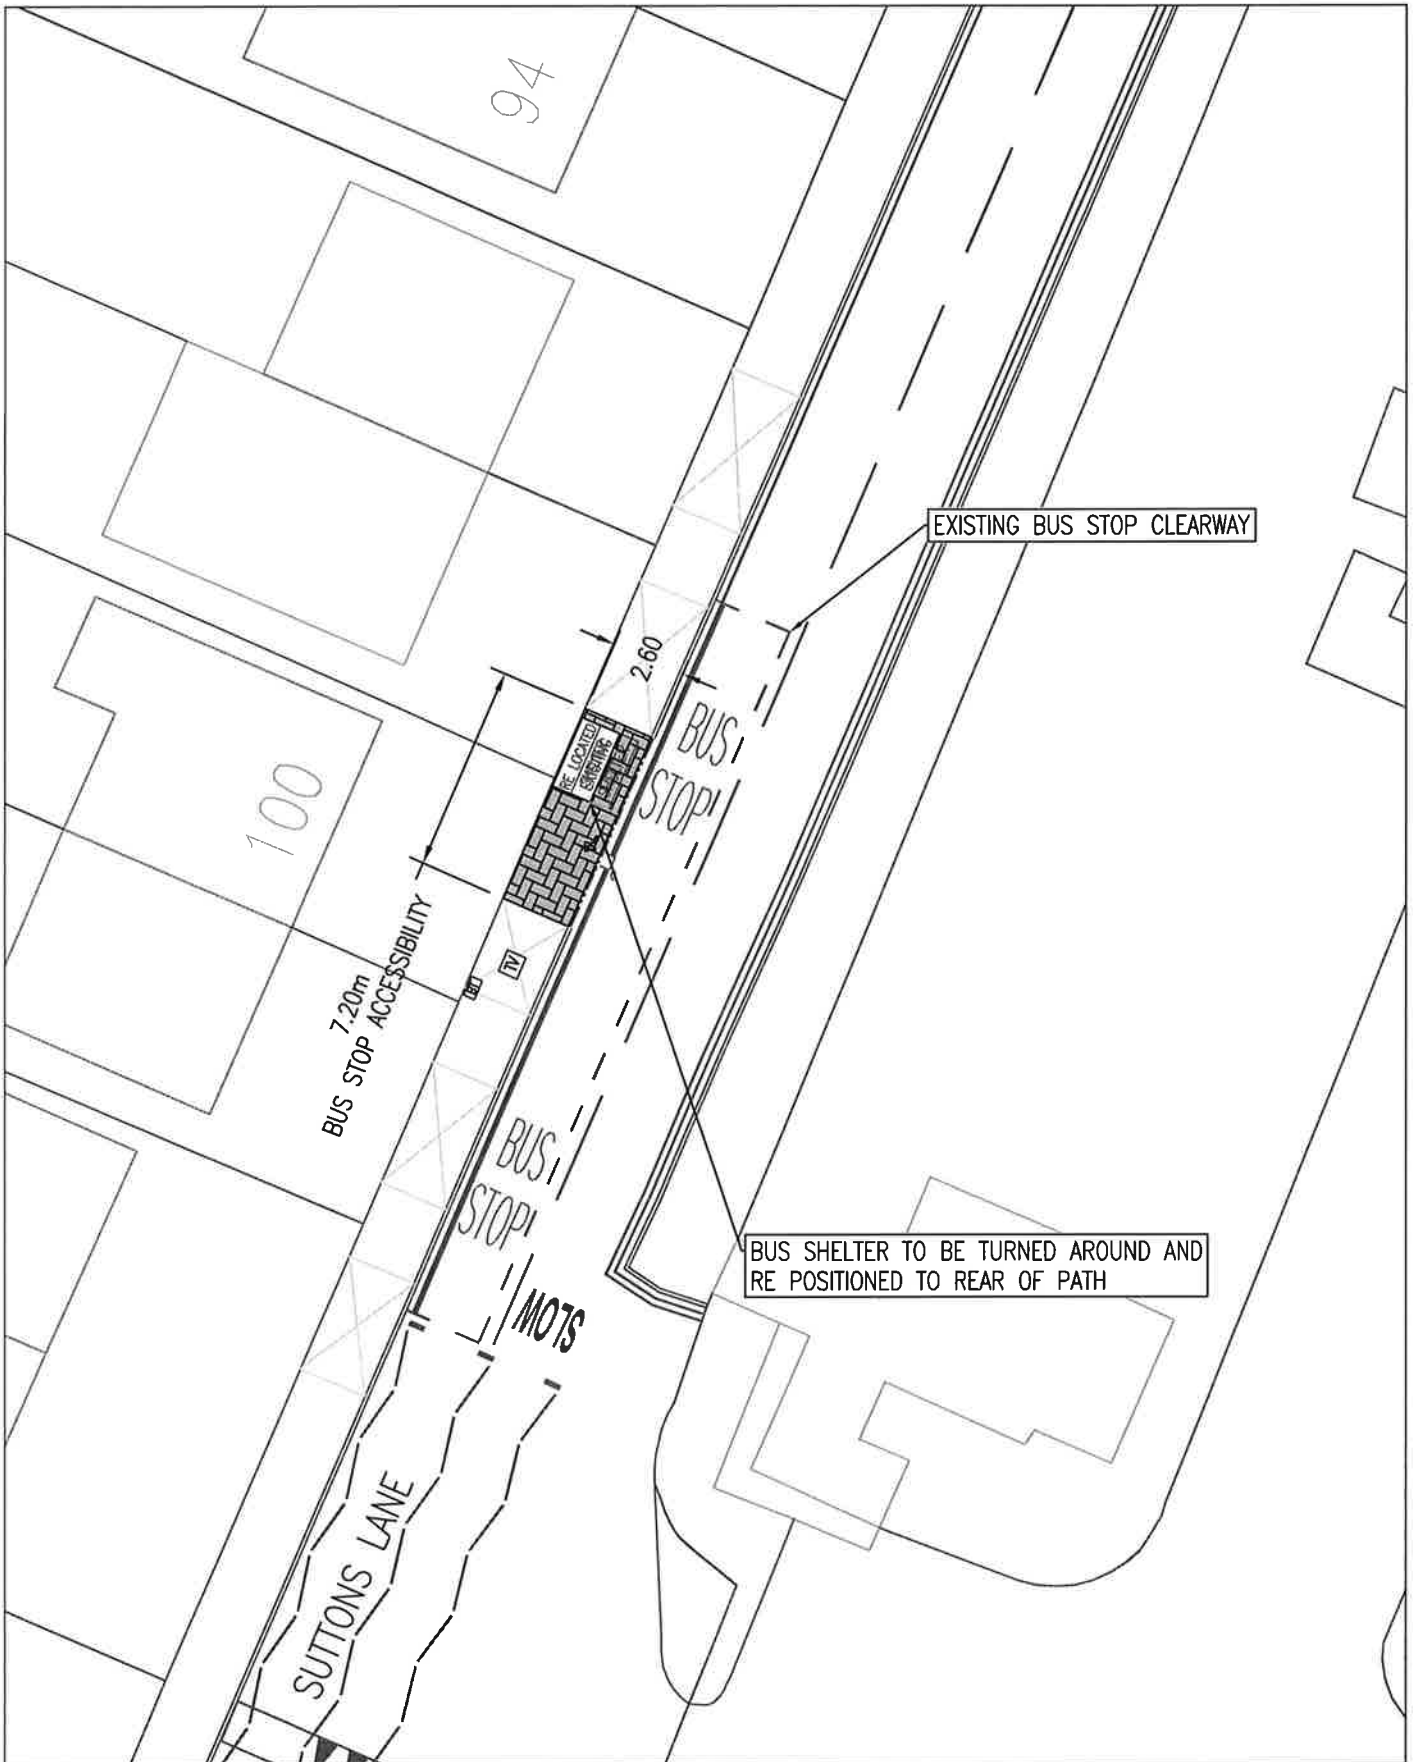 94
EXISTING BUS STOP CLEARWAY
2.60
BUS
STOP
RE LOCATED
100
7.20m
BUS STOP ACCESSIBILITY
TV
BUS
STOP
BUS SHELTER TO BE TURNED AROUND AND
RE POSITIONED TO REAR OF PATH
SLOW
SUTTONS LANE